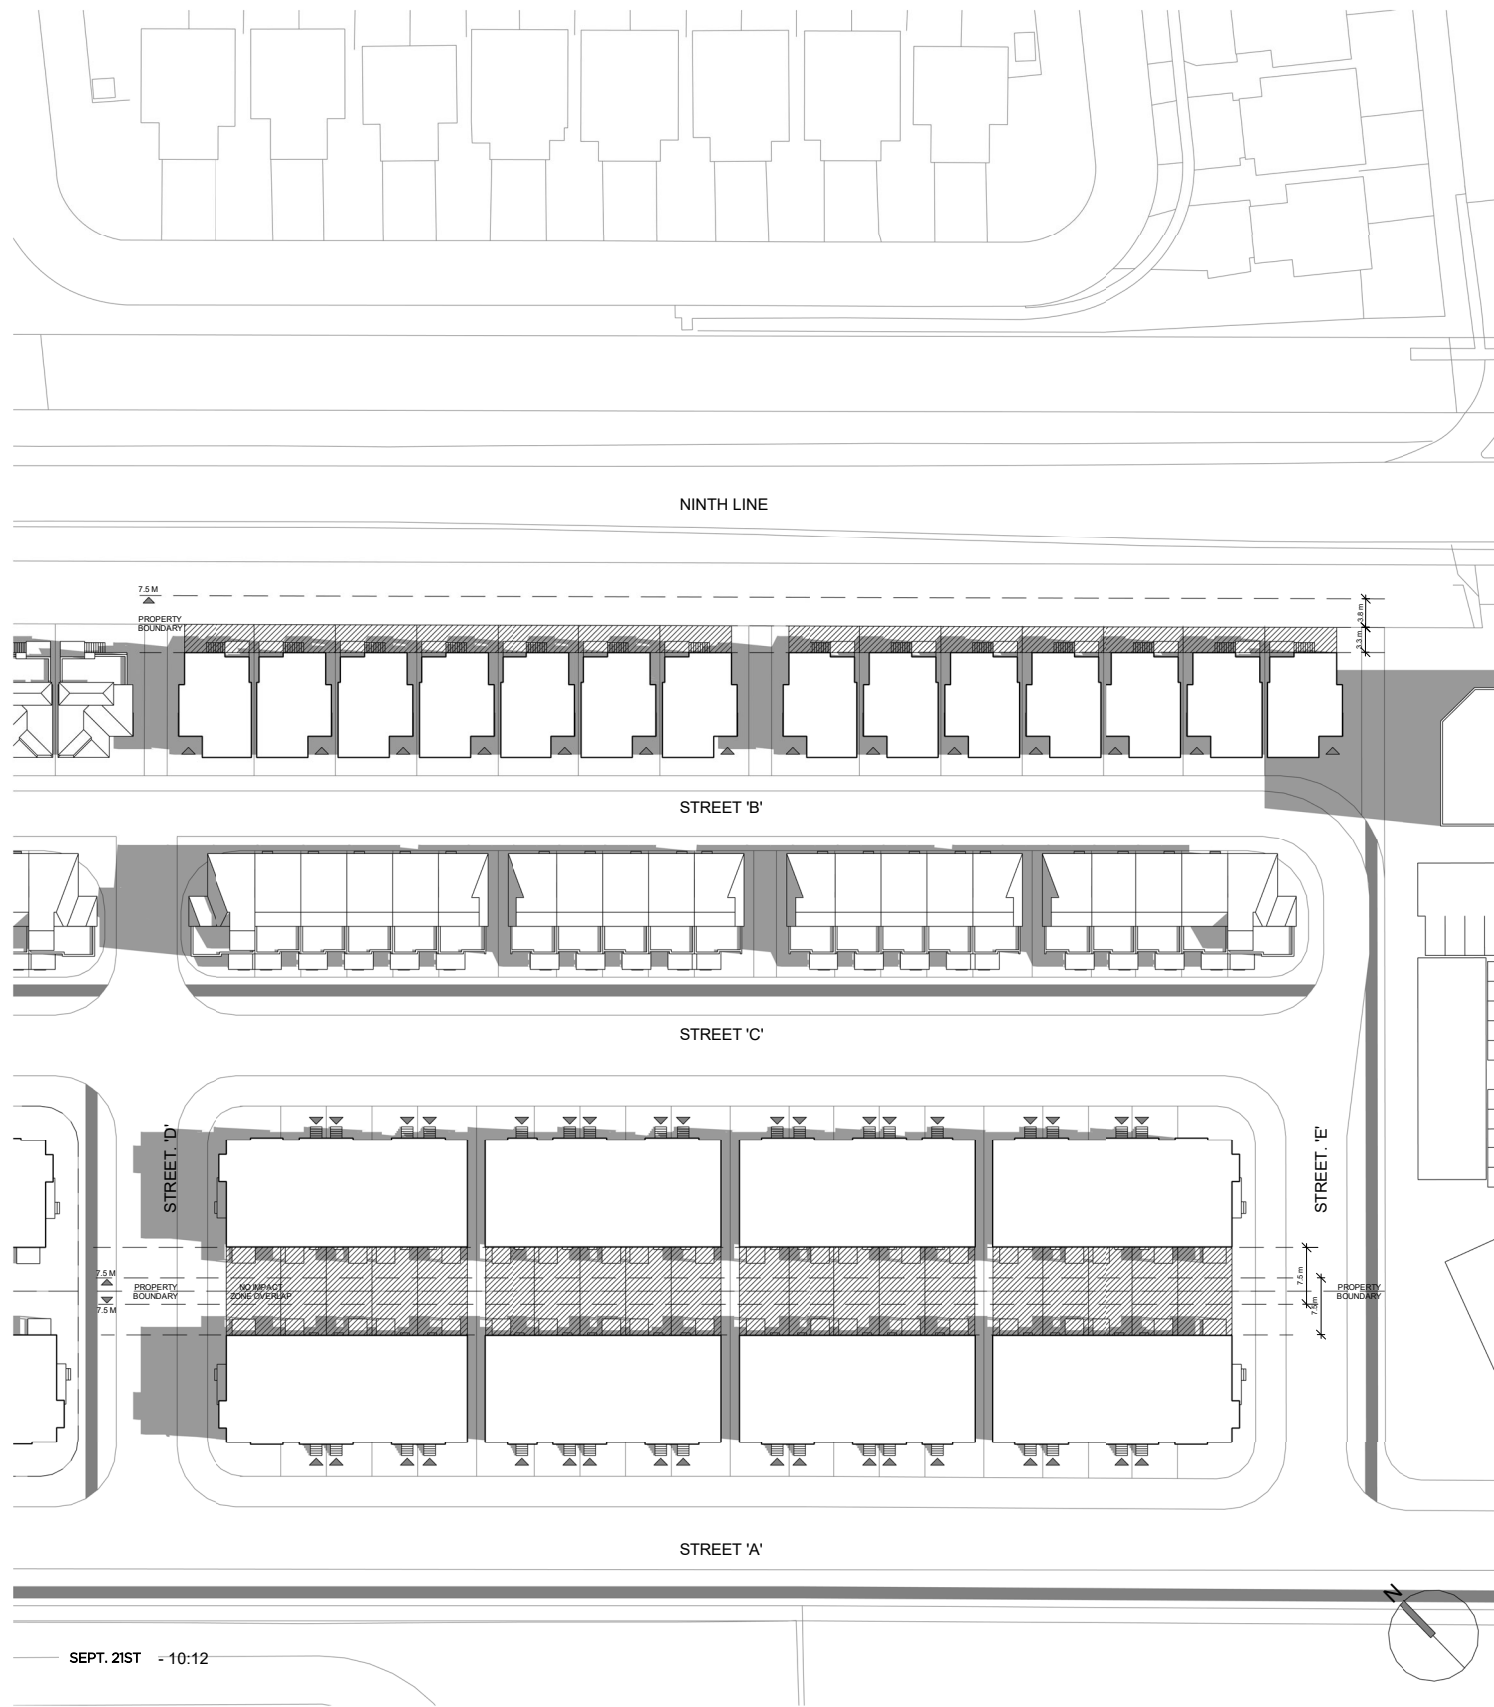 NINTH LINE
7.5 M
PROPERTY
BOUNDARY
3.8 m
3.3 m
STREET 'B'
STREET 'C'
STREET. 'D'
STREET. 'E'
7.5 M
7.5 M
PROPERTY
BOUNDARY
NO IMPACT
ZONE OVERLAP
7.5 m
7.5 m
PROPERTY
BOUNDARY
STREET 'A'
N
SEPT. 21ST - 10:12